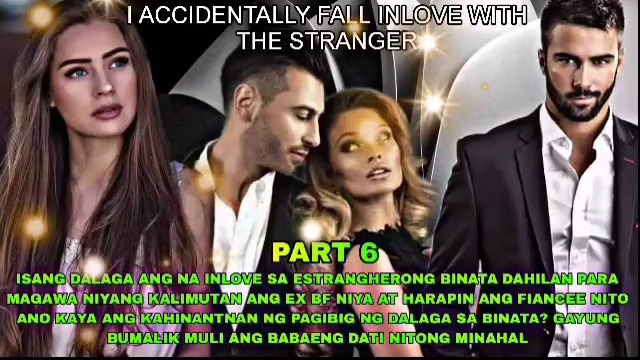 I ACCIDENTALLY FALL INLOVE WITH
THE STRANGER
PART 6
ISANG DALAGA ANG NA INLOVE SA ESTRANGHERONG BINATA DAHILAN PARA
MAGAWA NIYANG KALIMUTAN ANG EX BF NIYA AT HARAPIN ANG FIANCEE NITO
ANO KAYA ANG KAHINANTNAN NG PAGIBIG NG DALAGA SA BINATA? GAYUNG
BUMALIK MULI ANG BABAENG DATI NITONG MINAHAL